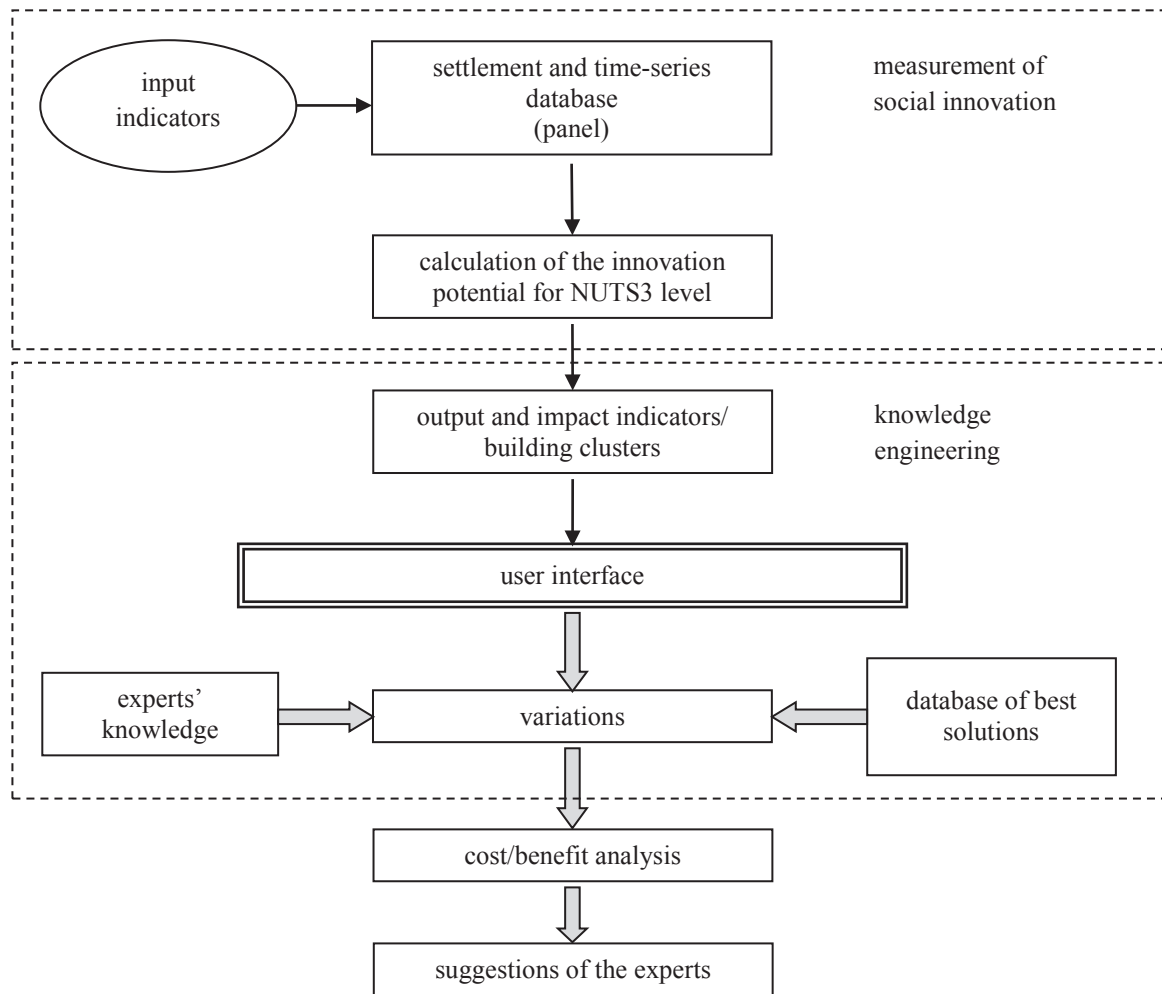 input
indicators
settlement and time-series
database
(panel)
measurement of
social innovation
calculation of the innovation
potential for NUTS3 level
output and impact indicators/
building clusters
knowledge
engineering
user interface
experts’
knowledge
variations
database of best
solutions
cost/benefit analysis
suggestions of the experts